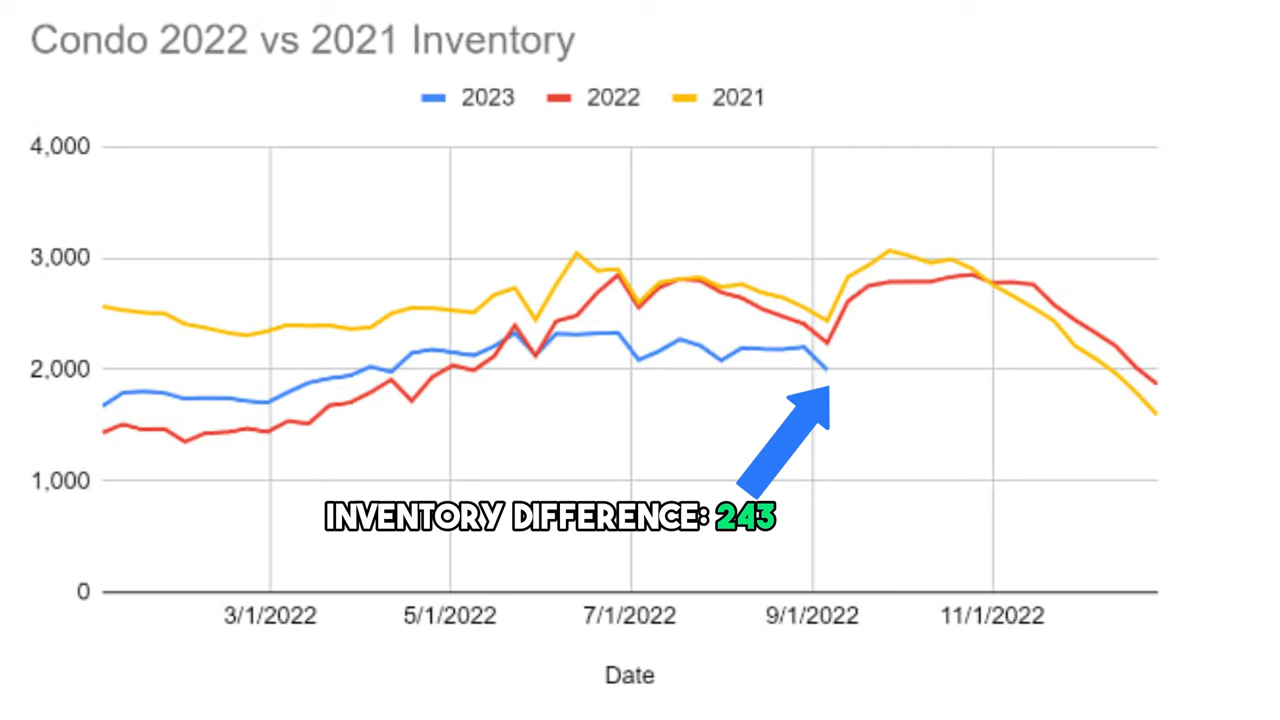 Condo 2022 vs 2021 Inventory
2023 2022 2021
4,000
3,000
2,000
1,000
INVENTORY DIFFERENCE: 243
0
3/1/2022 5/1/2022 7/1/2022 9/1/2022 11/1/2022
Date